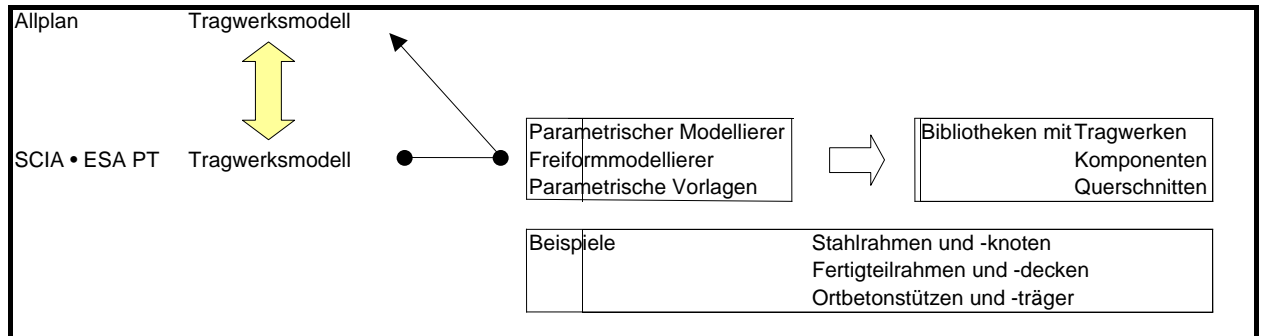 Allplan Tragwerksmodell
SCIA • ESA PT Tragwerksmodell
Parametrischer Modellierer
Freiformmodellierer
Parametrische Vorlagen
Bibliotheken mit Tragwerken
Komponenten
Querschnitten
Beispiele Stahlrahmen und -knoten
Fertigteilrahmen und -decken
Ortbetonstützen und -träger